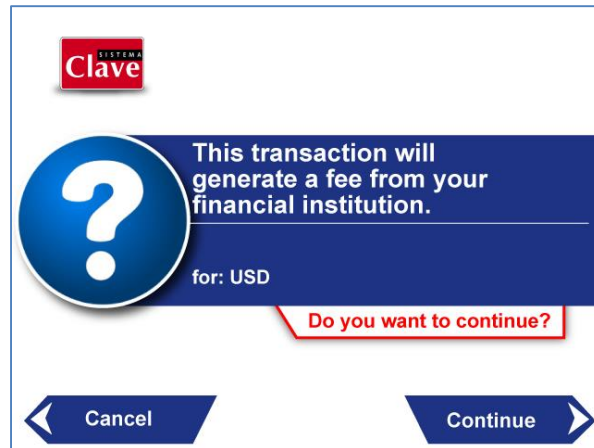 SISTEMA
Clave
?
This transaction will
generate a fee from your
financial institution.
for: USD
Do you want to continue?
Cancel
Continue